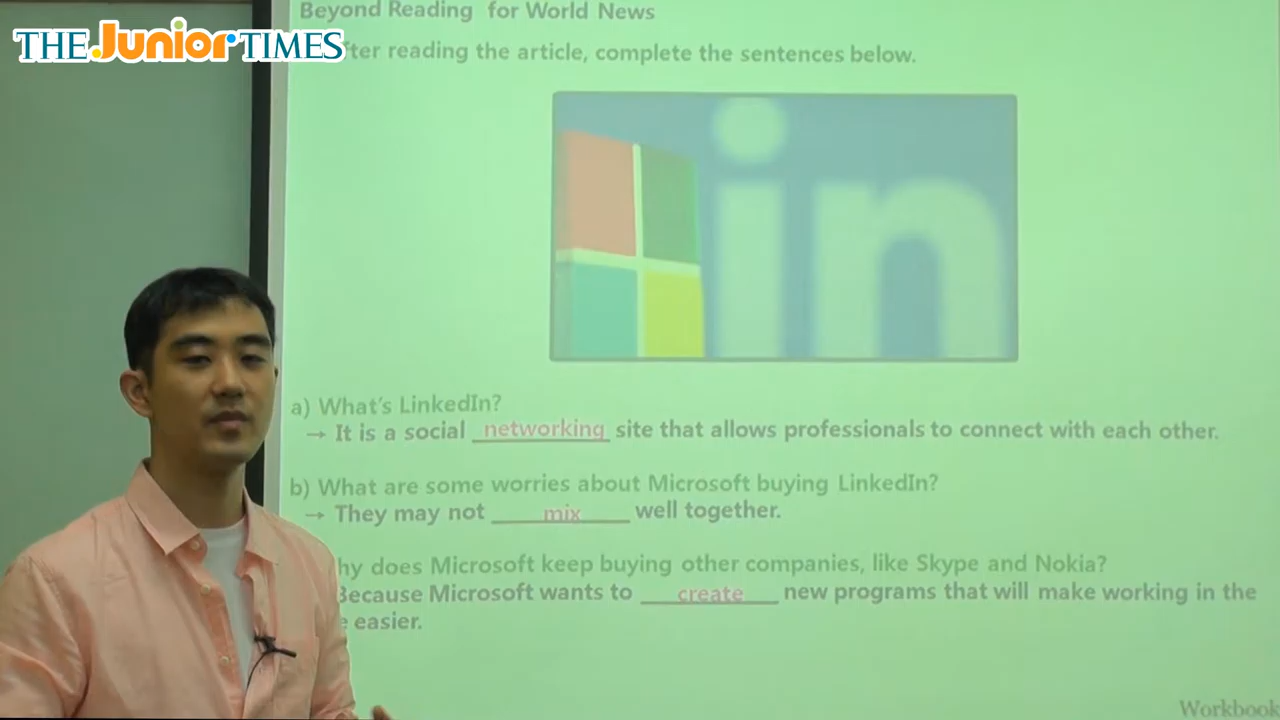 THE Junior TIMES
Beyond Reading for World News
fter reading the article, complete the sentences below.
in
a) What's LinkedIn?
→ It is a social networking site that allows professionals to connect with each other.
b) What are some worries about Microsoft buying LinkedIn?
→ They may not mix well together.
hy does Microsoft keep buying other companies, like Skype and Nokia?
Because Microsoft wants to create new programs that will make working in the
e easier.
Workbook